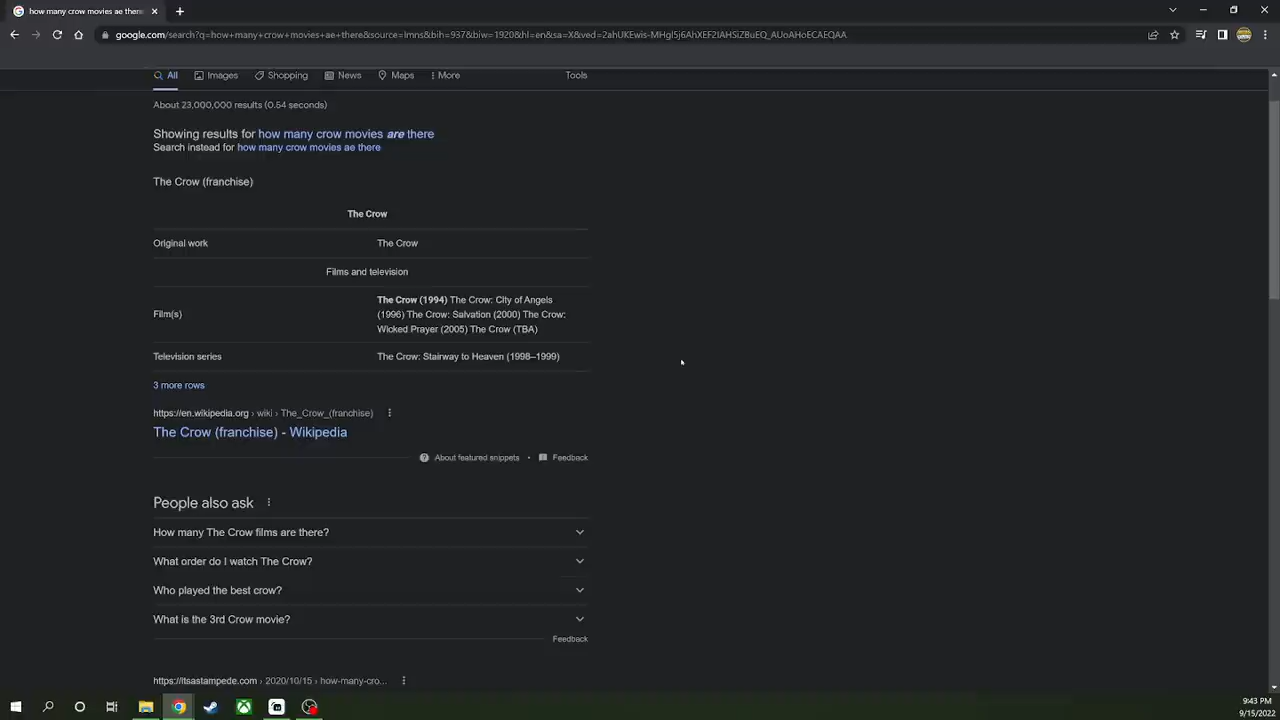 how many crow movies ae there
google.com/search?q=how+many+crow+movies+ae+there&source=lmns&bih=937&biw=1920&hl=en&sa=X&ved=2ahUKEwis-MHgl5j6AhXEF2IAHSiZBuEQ_AUoAHoECAEQAA
All Images Shopping News Maps More Tools
About 23,000,000 results (0.54 seconds)
Showing results for how many crow movies are there
Search instead for how many crow movies ae there
The Crow (franchise)
The Crow
Original work The Crow
Films and television
The Crow (1994) The Crow: City of Angels
Film(s) (1996) The Crow: Salvation (2000) The Crow:
Wicked Prayer (2005) The Crow (TBA)
Television series The Crow: Stairway to Heaven (1998–1999)
3 more rows
https://en.wikipedia.org › wiki › The_Crow_(franchise)
The Crow (franchise) - Wikipedia
About featured snippets • Feedback
People also ask
How many The Crow films are there?
What order do I watch The Crow?
Who played the best crow?
What is the 3rd Crow movie?
Feedback
https://itsastampede.com › 2020/10/15 › how-many-cro...
9:43 PM
9/15/2022